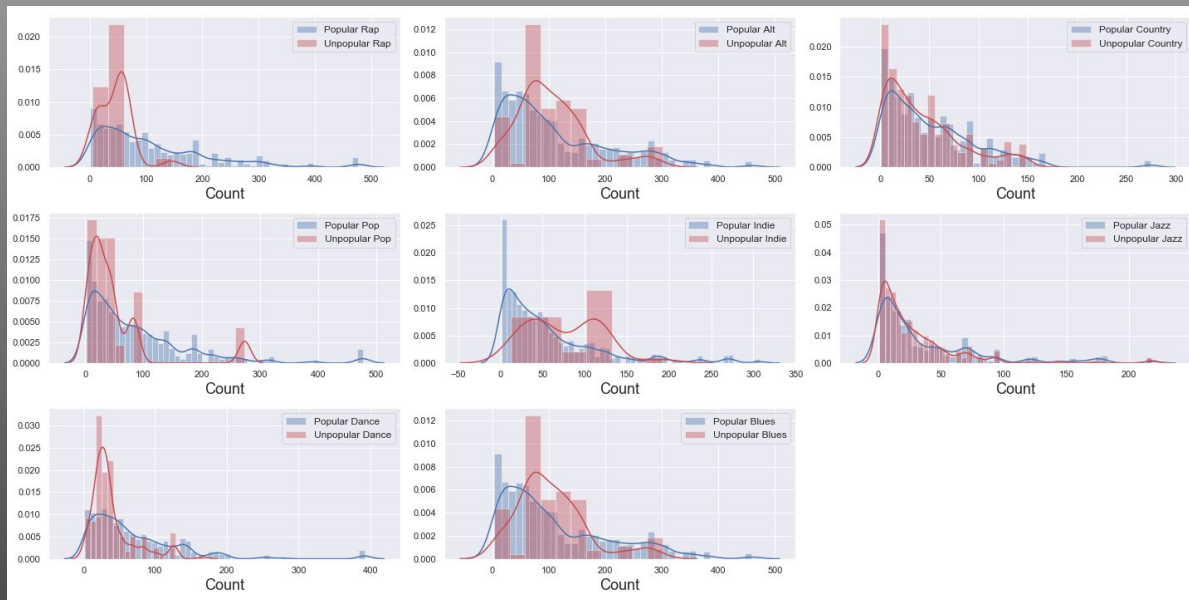 Popular Rap
Unpopular Rap
0.020
0.015
0.010
0.005
0.000
0 100 200 300 400 500
Count
Popular Alt
Unpopular Alt
0.012
0.010
0.008
0.006
0.004
0.002
0.000
0 100 200 300 400 500
Count
Popular Country
Unpopular Country
0.020
0.015
0.010
0.005
0.000
0 50 100 150 200 250 300
Count
Popular Pop
Unpopular Pop
0.0175
0.0150
0.0125
0.0100
0.0075
0.0050
0.0025
0.0000
0 100 200 300 400 500
Count
Popular Indie
Unpopular Indie
0.025
0.020
0.015
0.010
0.005
0.000
−50 0 50 100 150 200 250 300 350
Count
Popular Jazz
Unpopular Jazz
0.05
0.04
0.03
0.02
0.01
0.00
0 50 100 150 200
Count
Popular Dance
Unpopular Dance
0.030
0.025
0.020
0.015
0.010
0.005
0.000
0 100 200 300 400
Count
Popular Blues
Unpopular Blues
0.012
0.010
0.008
0.006
0.004
0.002
0.000
0 100 200 300 400 500
Count